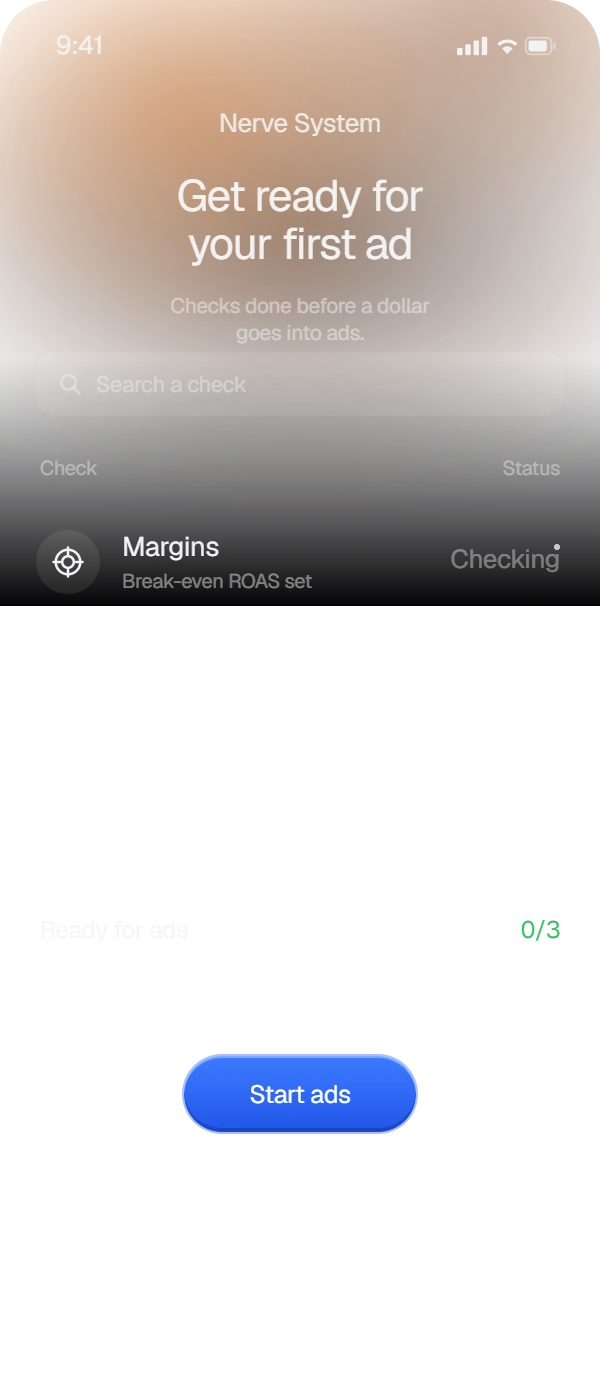 9:41
Nerve System
Get ready for
your first ad
Checks done before a dollar
goes into ads.
Search a check
Check Status
Margins
Checking
Break-even ROAS set
Ready for ads 0/3
Start ads